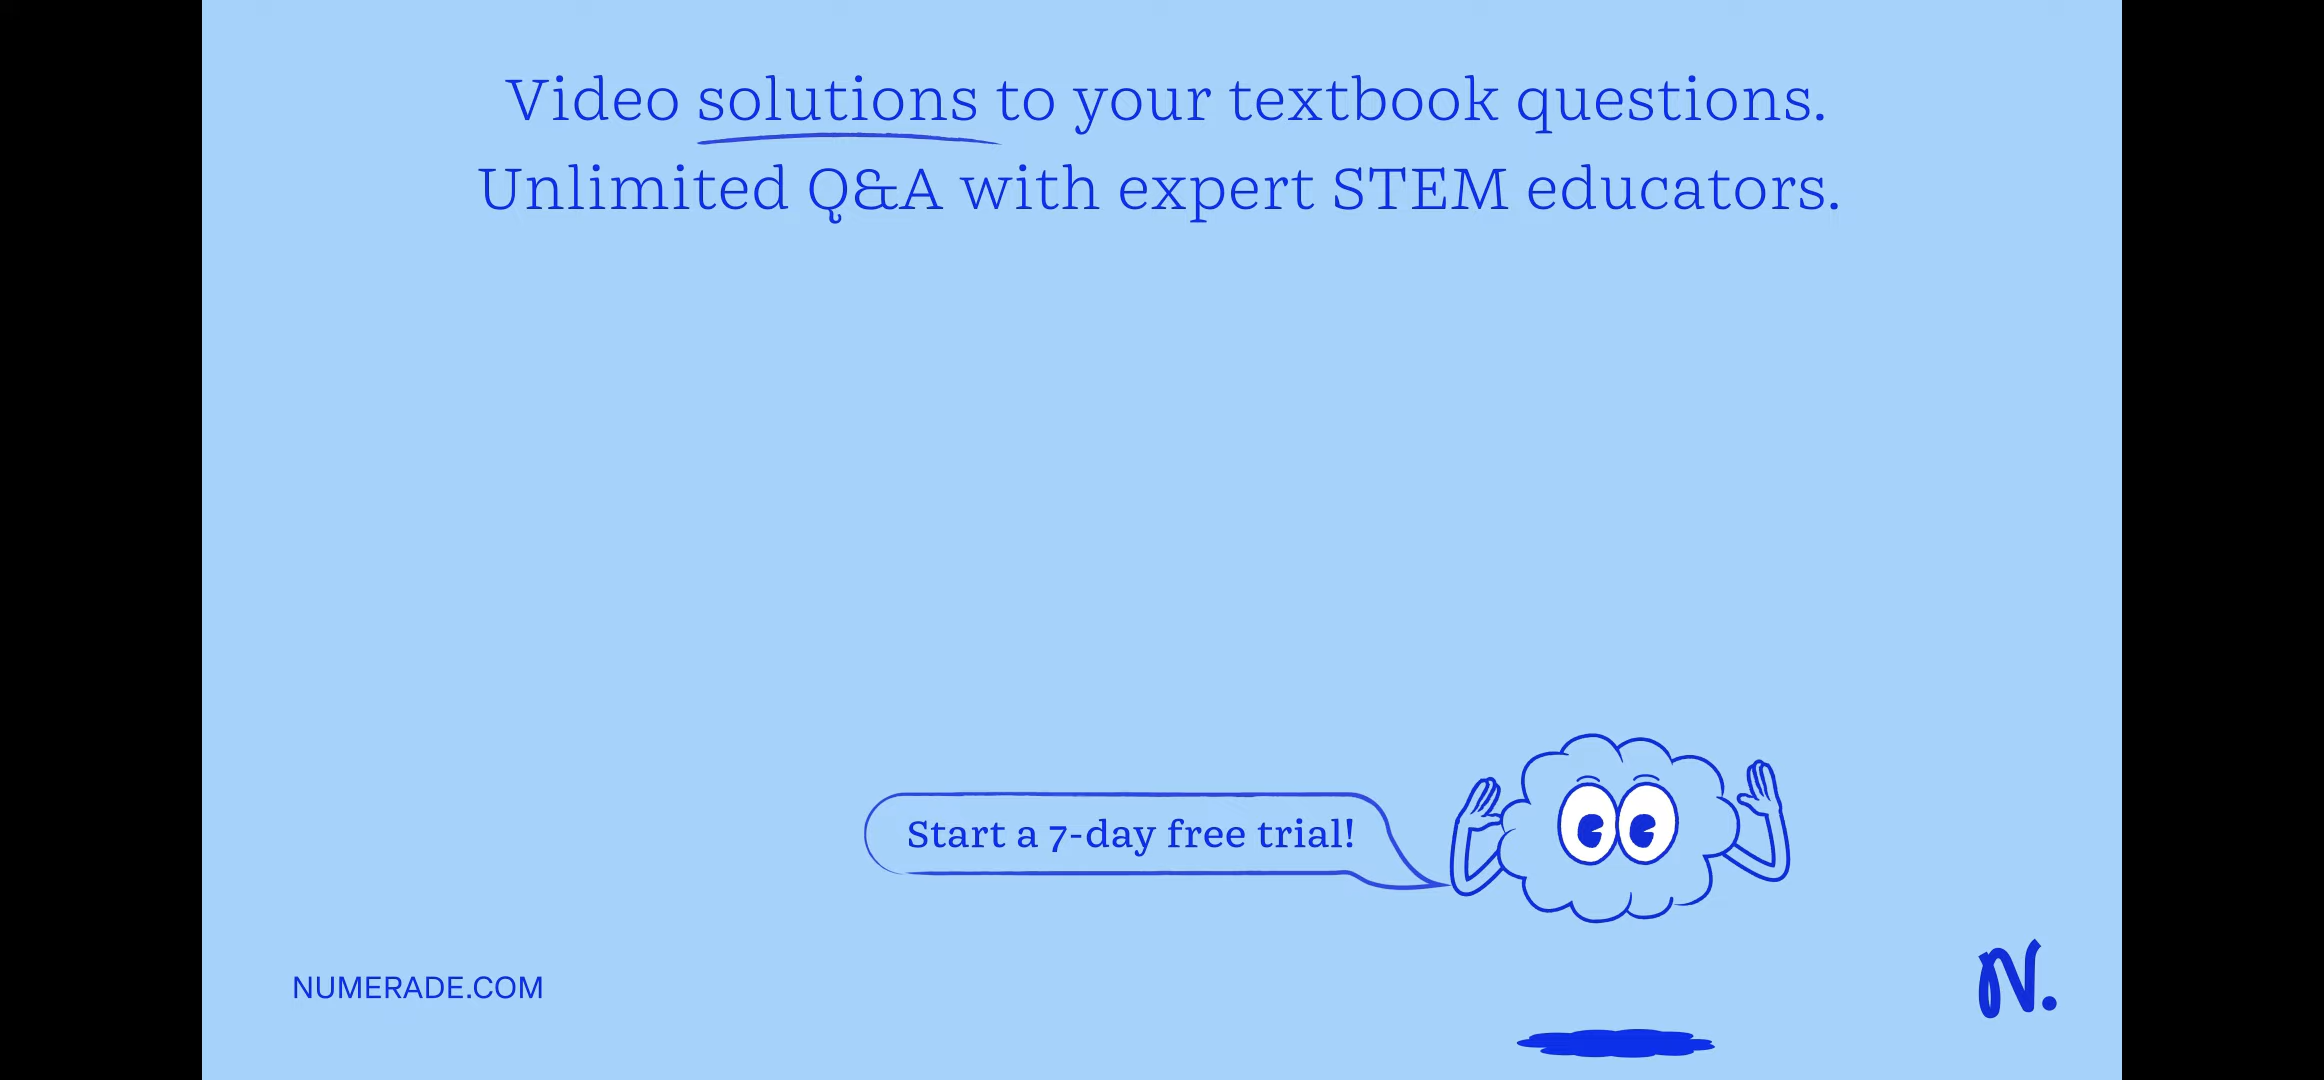 Video solutions to your textbook questions.
Unlimited Q&A with expert STEM educators.
Start a 7-day free trial!
NUMERADE.COM
N.